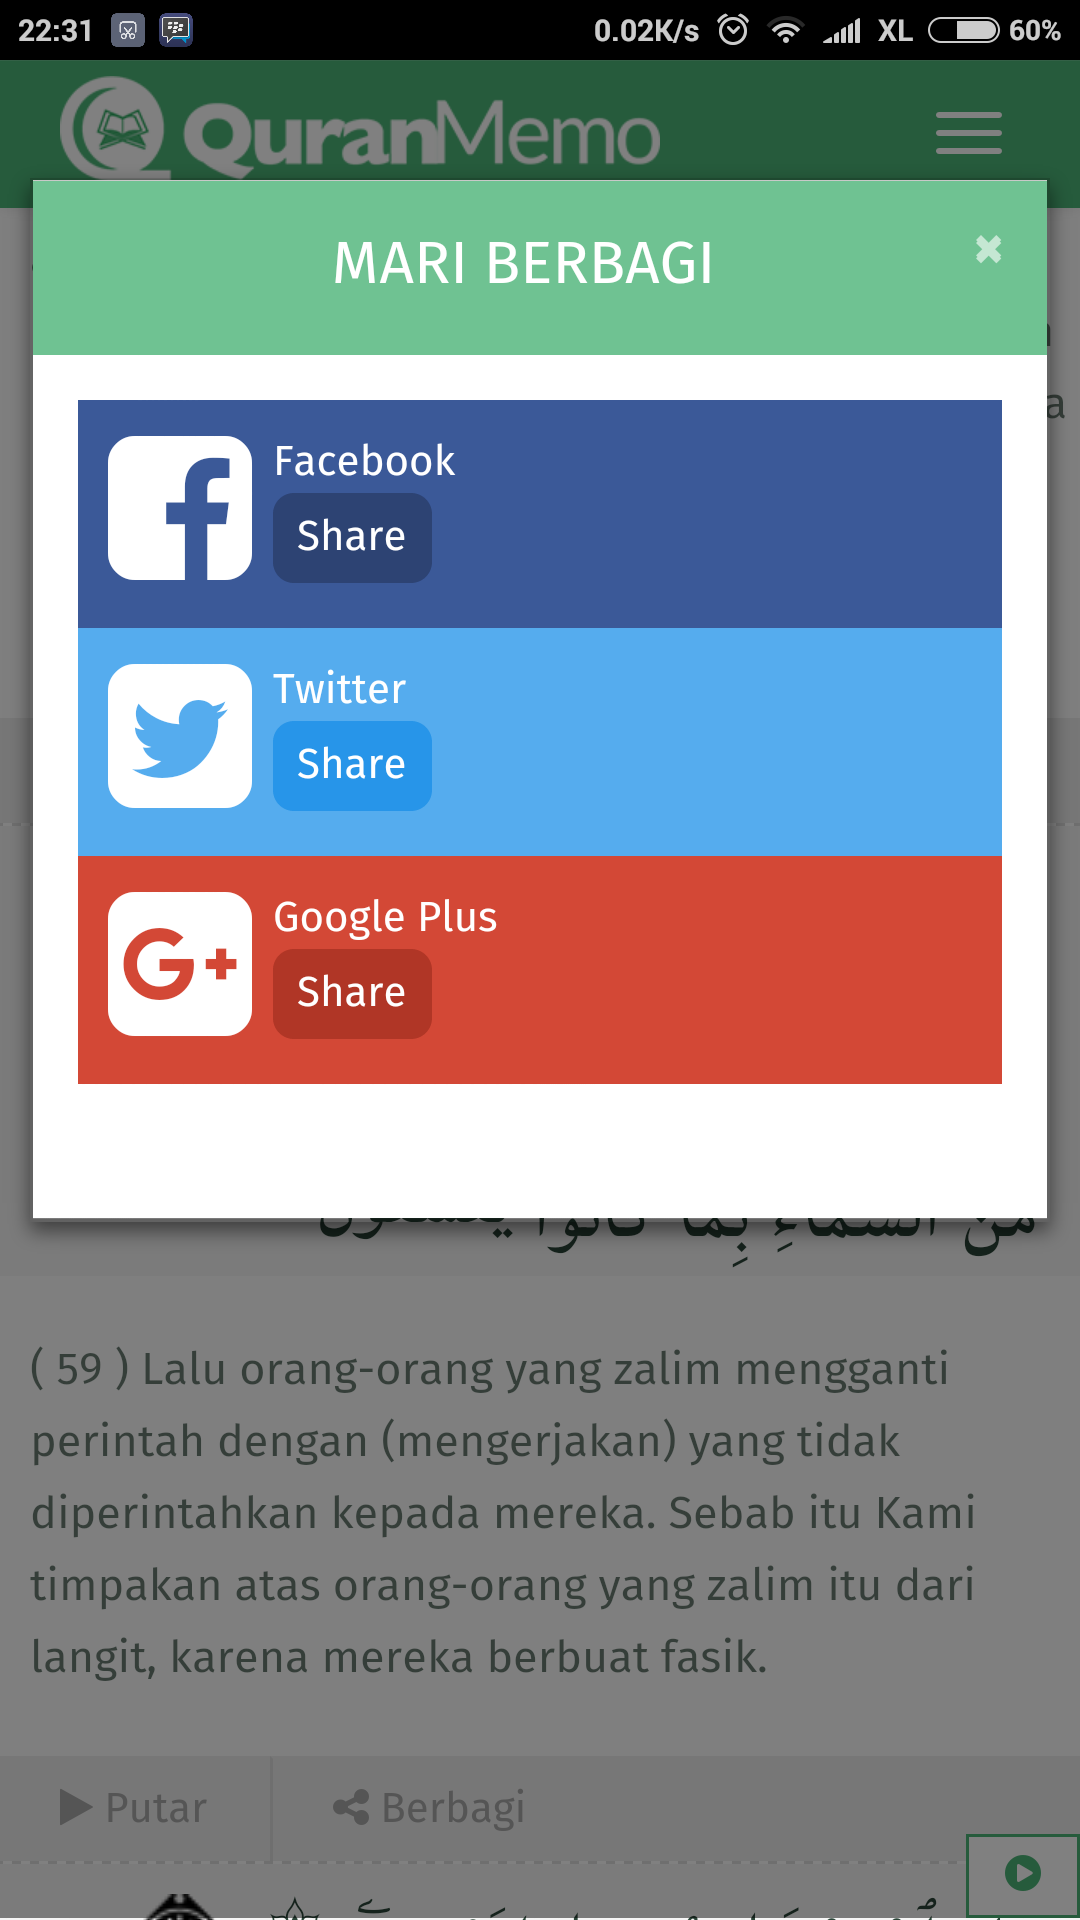 22:31 0.02K/s XL 60%
QuranMemo
MARI BERBAGI
×
Facebook
Share
Twitter
Share
G+ Google Plus
Share
( 59 ) Lalu orang-orang yang zalim mengganti
perintah dengan (mengerjakan) yang tidak
diperintahkan kepada mereka. Sebab itu Kami
timpakan atas orang-orang yang zalim itu dari
langit, karena mereka berbuat fasik.
Putar Berbagi